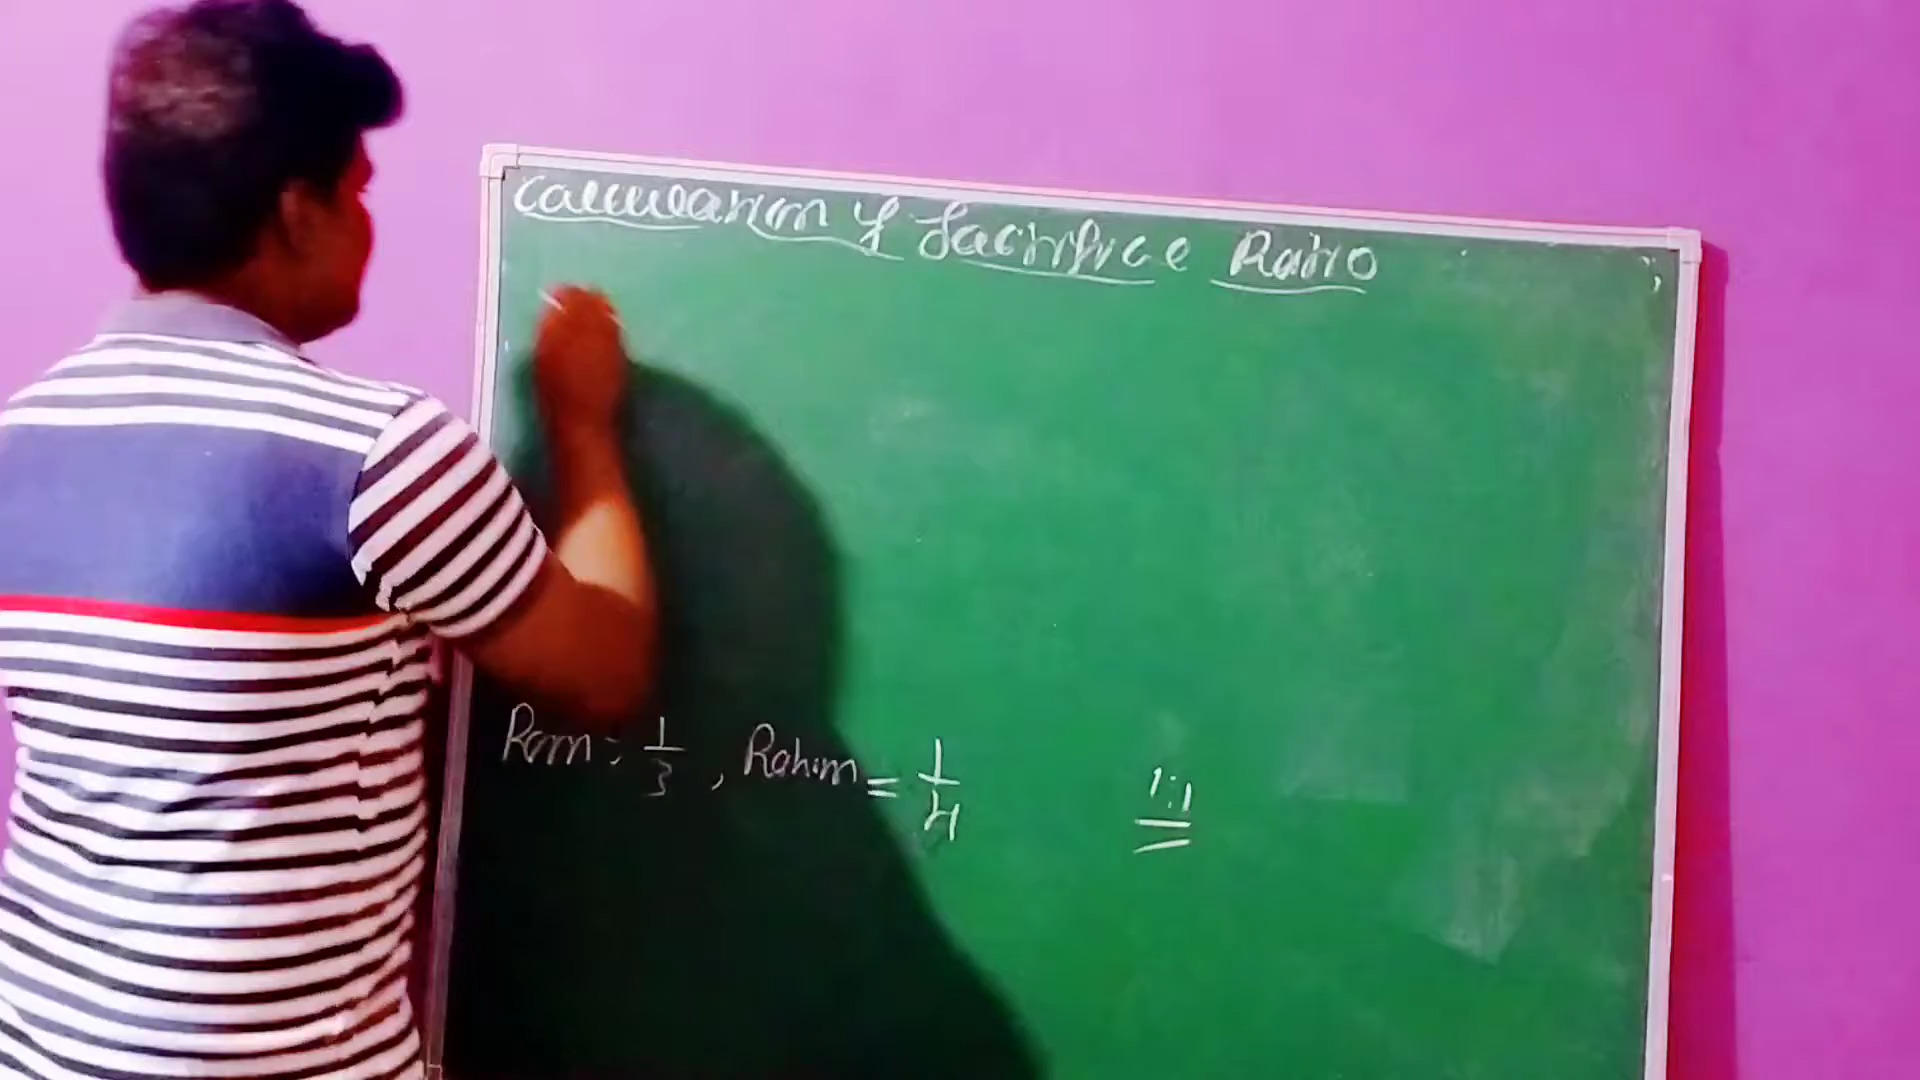 Calculation of Sacrifice Ratio
Ram = 1/3, Rahim = 1/4 1:1